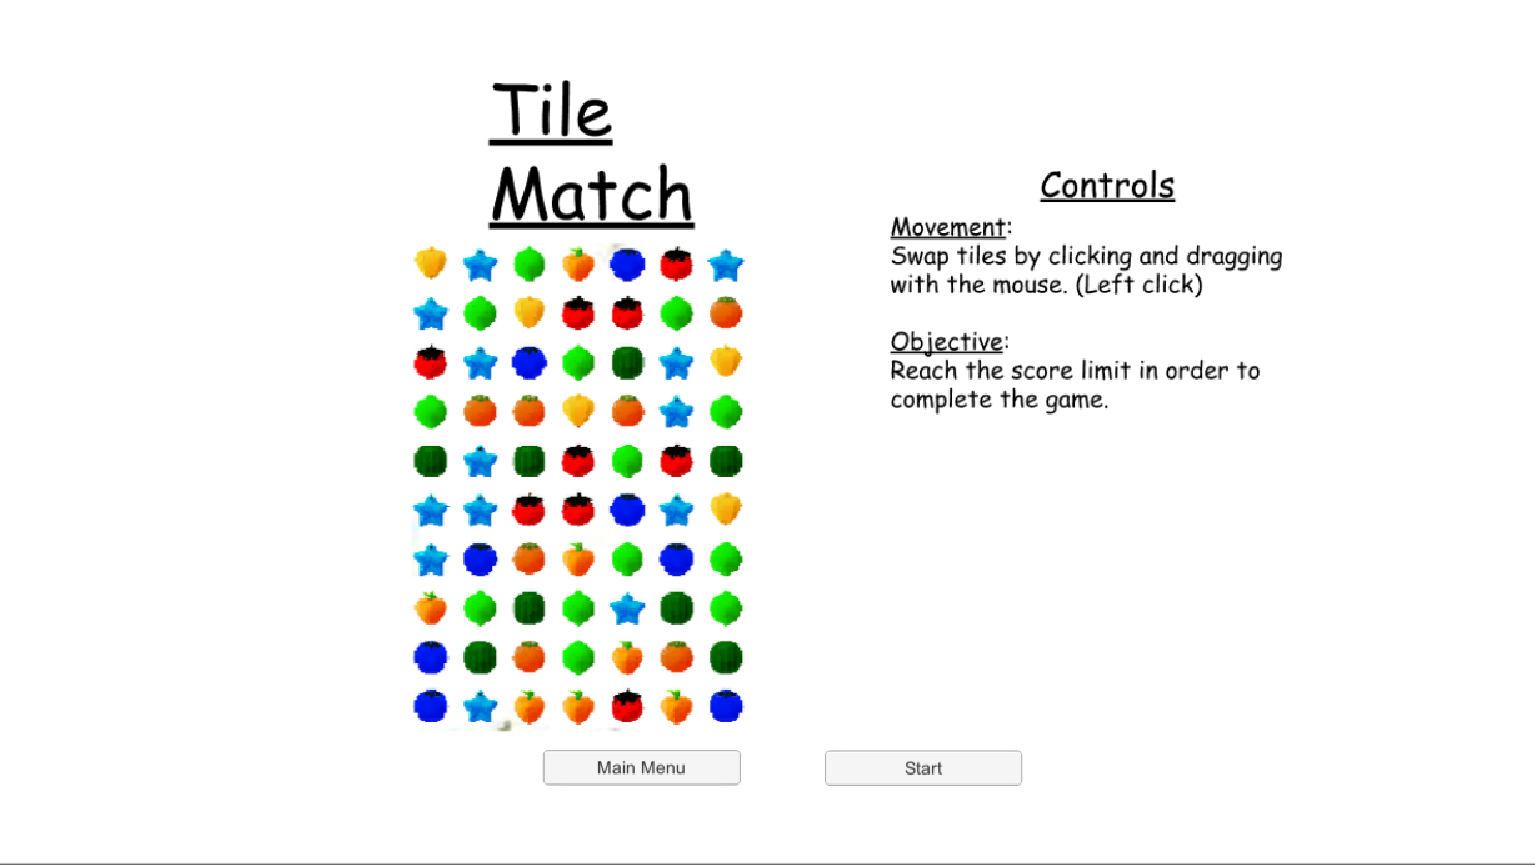 Tile
Match
Controls
Movement:
Swap tiles by clicking and dragging
with the mouse. (Left click)
Objective:
Reach the score limit in order to
complete the game.
Main Menu
Start